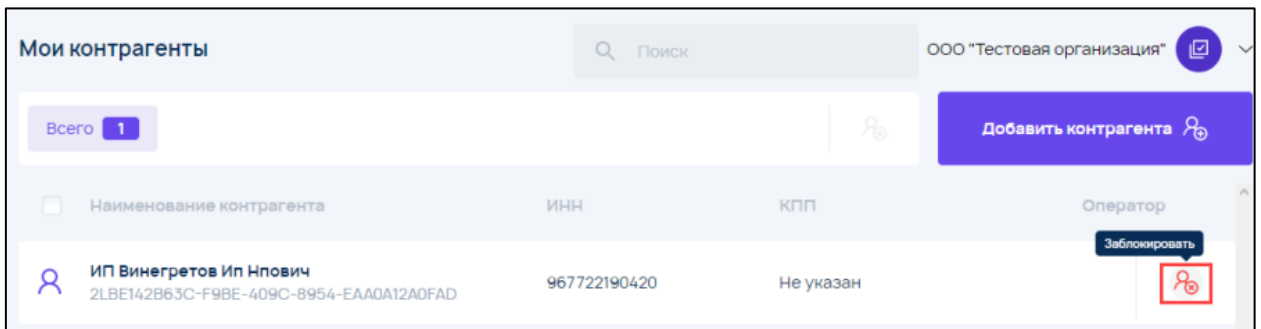 Мои контрагенты
Поиск
ООО "Тестовая организация"
Всего 1
Добавить контрагента
Наименование контрагента ИНН КПП Оператор
Заблокировать
ИП Винегретов Ип Нпович
2LBE142B63C-F9BE-409C-8954-EAA0A12A0FAD
967722190420
Не указан